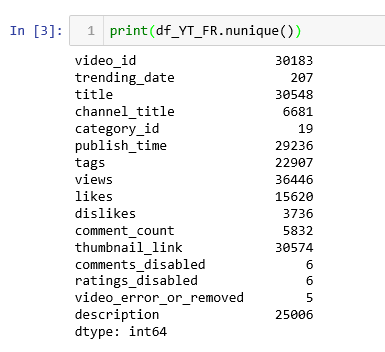 In [3]: 1 print(df_YT_FR.nunique())
video_id 30183
trending_date 207
title 30548
channel_title 6681
category_id 19
publish_time 29236
tags 22907
views 36446
likes 15620
dislikes 3736
comment_count 5832
thumbnail_link 30574
comments_disabled 6
ratings_disabled 6
video_error_or_removed 5
description 25006
dtype: int64